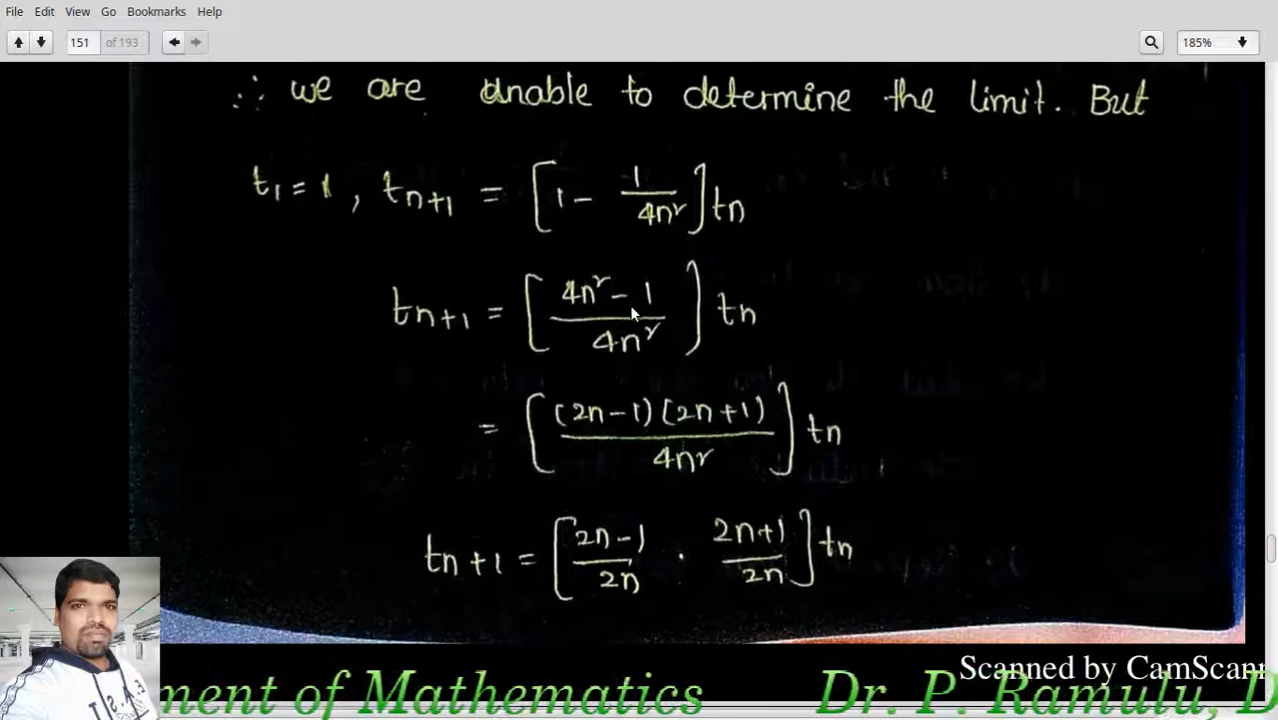 File Edit View Go Bookmarks Help
151 of 193 185%
∴ we are unable to determine the limit. But
t₁ = 1, tₙ₊₁ = [1 - 1/4n²] tₙ
tₙ₊₁ = [(4n² - 1)/4n²] tₙ
= [(2n-1)(2n+1)/4n²] tₙ
tₙ₊₁ = [(2n-1)/2n · (2n+1)/2n] tₙ
Scanned by CamScann
ment of Mathematics Dr. P. Ramulu, D